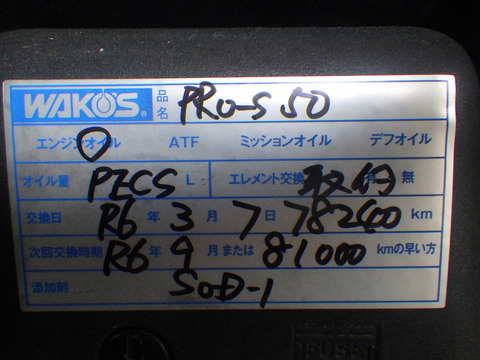 WAKO'S® 品名 PRO-S 50
エンジンオイル ATF ミッションオイル デフオイル
オイル量 PECS L エレメント交換 取付 無
交換日 R6 年 3 月 7 日 78240 km
次回交換時期 R6 年 9 月または 81000 kmの早い方
添加剤 S.O.D-1